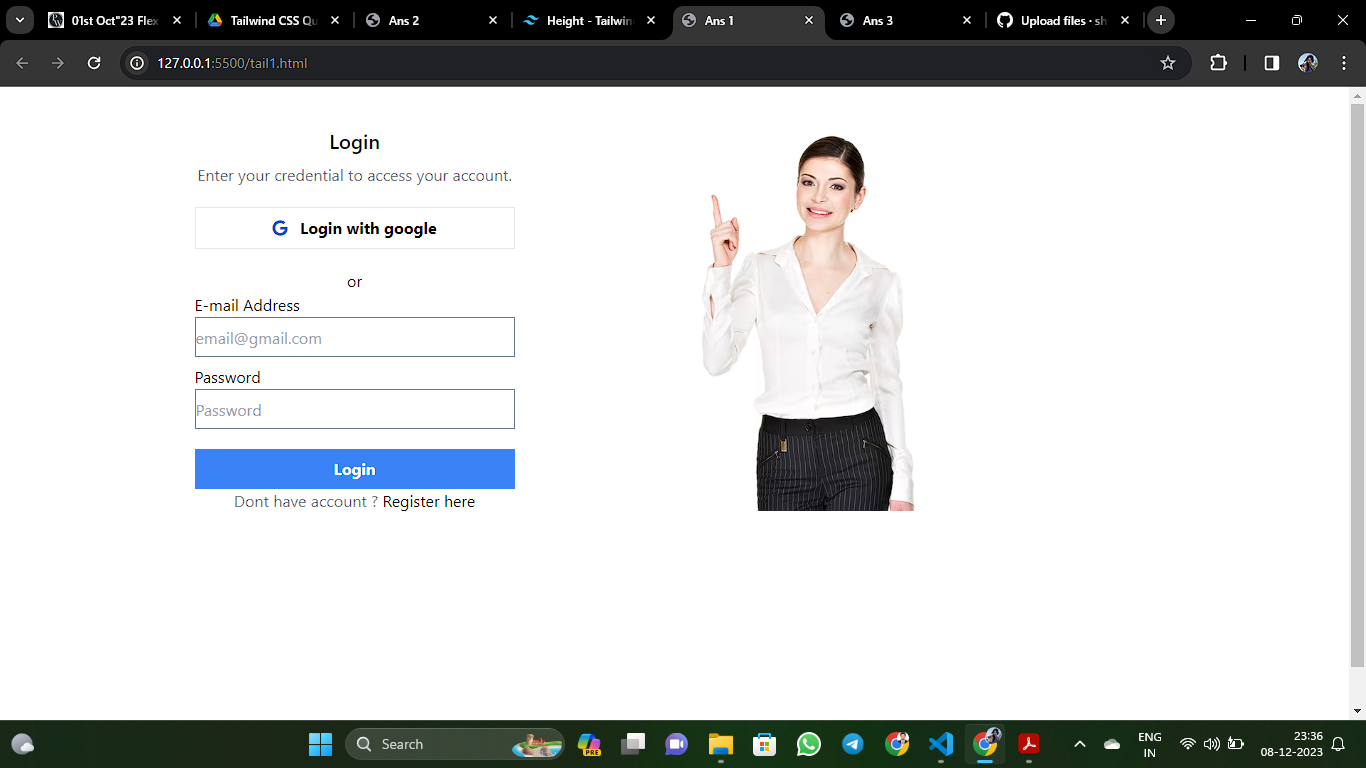 01st Oct"23 Flex
Tailwind CSS Qu
Ans 2
Height - Tailwin
Ans 1
Ans 3
Upload files · sh
127.0.0.1:5500/tail1.html
Login
Enter your credential to access your account.
G Login with google
or
E-mail Address
email@gmail.com
Password
Password
Login
Dont have account ? Register here
Search
PRE
ENG
IN
23:36
08-12-2023